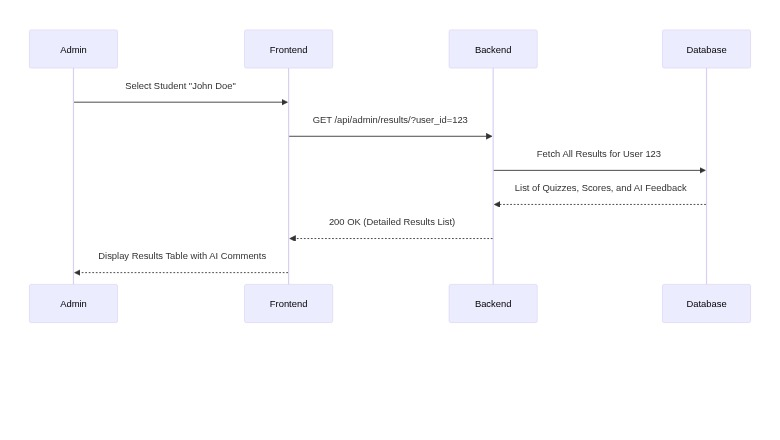 Admin
Frontend
Backend
Database
Select Student "John Doe"
GET /api/admin/results/?user_id=123
Fetch All Results for User 123
List of Quizzes, Scores, and AI Feedback
200 OK (Detailed Results List)
Display Results Table with AI Comments
Admin
Frontend
Backend
Database